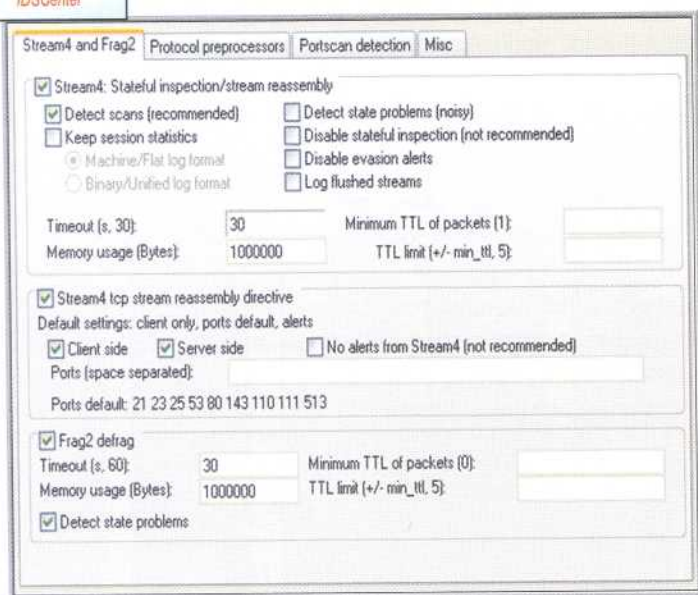 IDSCenter
Stream4 and Frag2 Protocol preprocessors Portscan detection Misc
Stream4: Stateful inspection/stream reassembly
Detect scans (recommended) Detect state problems (noisy)
Keep session statistics Disable stateful inspection (not recommended)
Machine/Flat log format Disable evasion alerts
Binary/Unified log format Log flushed streams
Timeout (s, 30): 30 Minimum TTL of packets (1):
Memory usage (Bytes): 1000000 TTL limit (+/- min_ttl, 5):
Stream4 tcp stream reassembly directive
Default settings: client only, ports default, alerts
Client side Server side No alerts from Stream4 (not recommended)
Ports (space separated):
Ports default: 21 23 25 53 80 143 110 111 513
Frag2 defrag
Timeout (s, 60): 30 Minimum TTL of packets (0):
Memory usage (Bytes): 1000000 TTL limit (+/- min_ttl, 5):
Detect state problems